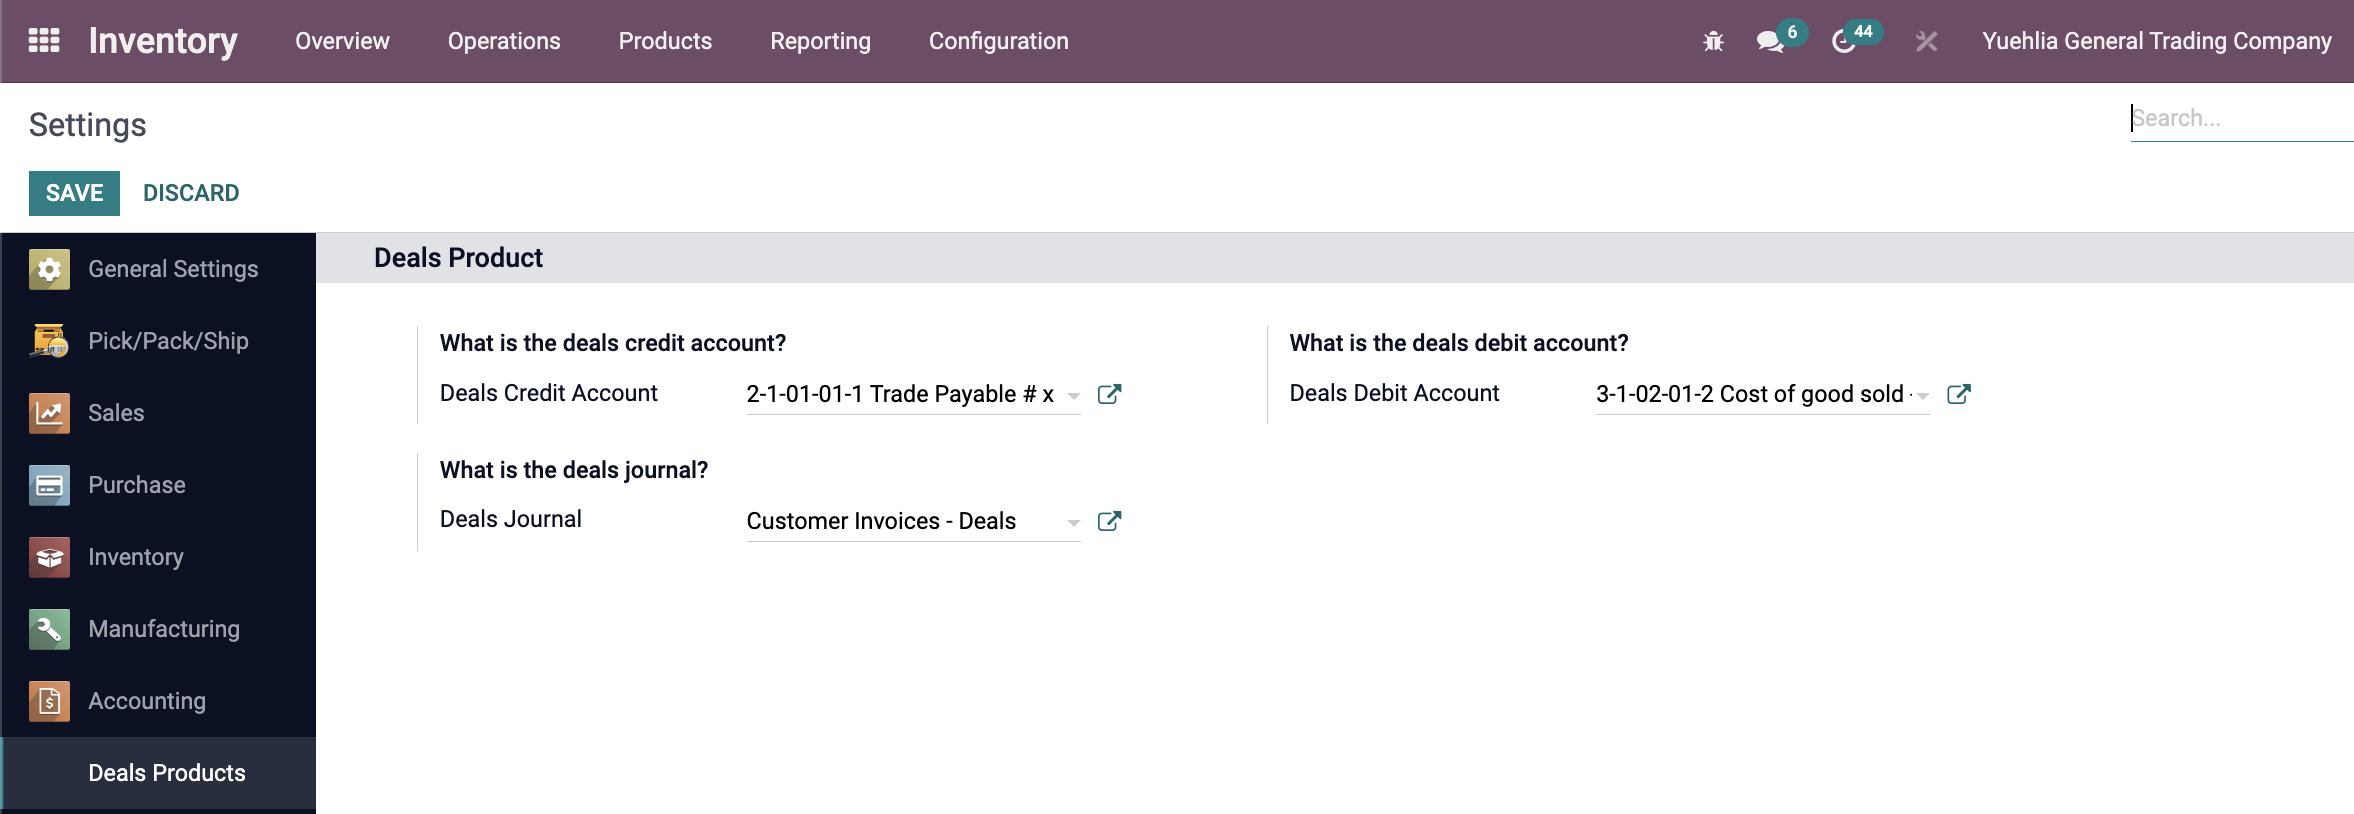 Inventory Overview Operations Products Reporting Configuration 6 44 Yuehlia General Trading Company
Settings
Search...
SAVE DISCARD
General Settings
Pick/Pack/Ship
Sales
Purchase
Inventory
Manufacturing
Accounting
Deals Products
Deals Product
What is the deals credit account?
Deals Credit Account 2-1-01-01-1 Trade Payable # x
What is the deals debit account?
Deals Debit Account 3-1-02-01-2 Cost of good sold -
What is the deals journal?
Deals Journal Customer Invoices - Deals